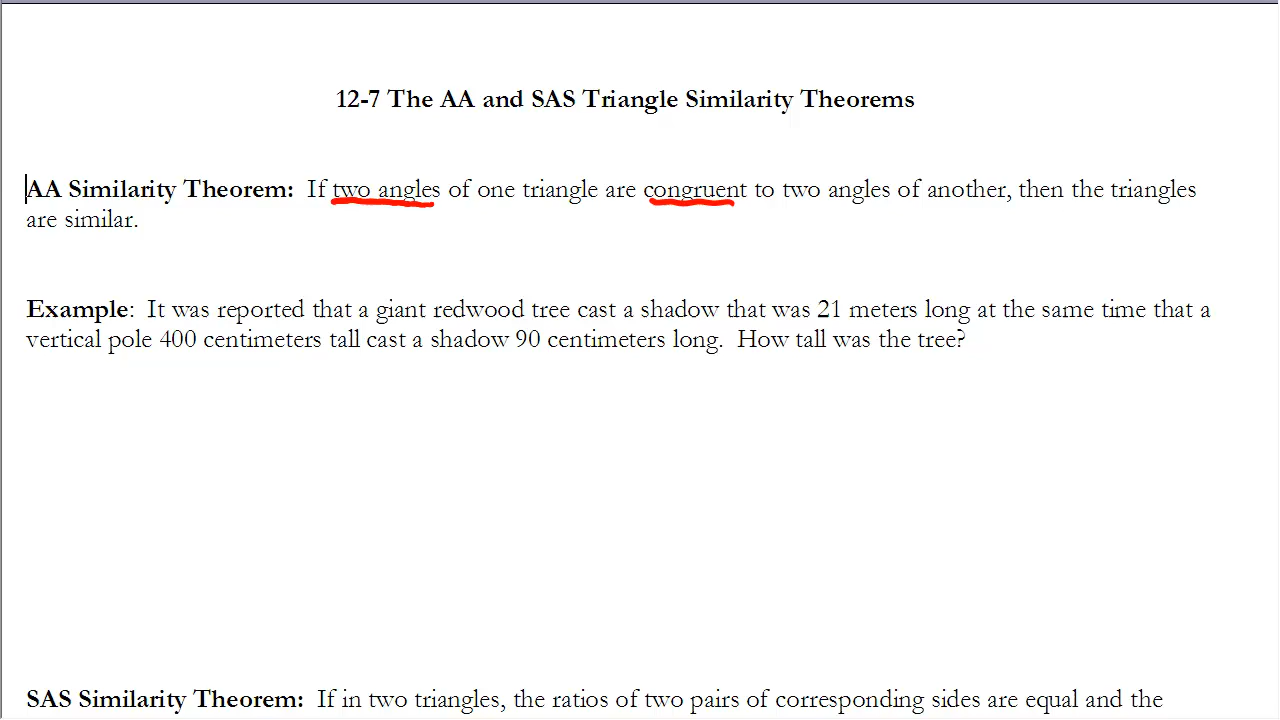 12-7 The AA and SAS Triangle Similarity Theorems
AA Similarity Theorem: If two angles of one triangle are congruent to two angles of another, then the triangles
are similar.
Example: It was reported that a giant redwood tree cast a shadow that was 21 meters long at the same time that a
vertical pole 400 centimeters tall cast a shadow 90 centimeters long. How tall was the tree?
SAS Similarity Theorem: If in two triangles, the ratios of two pairs of corresponding sides are equal and the